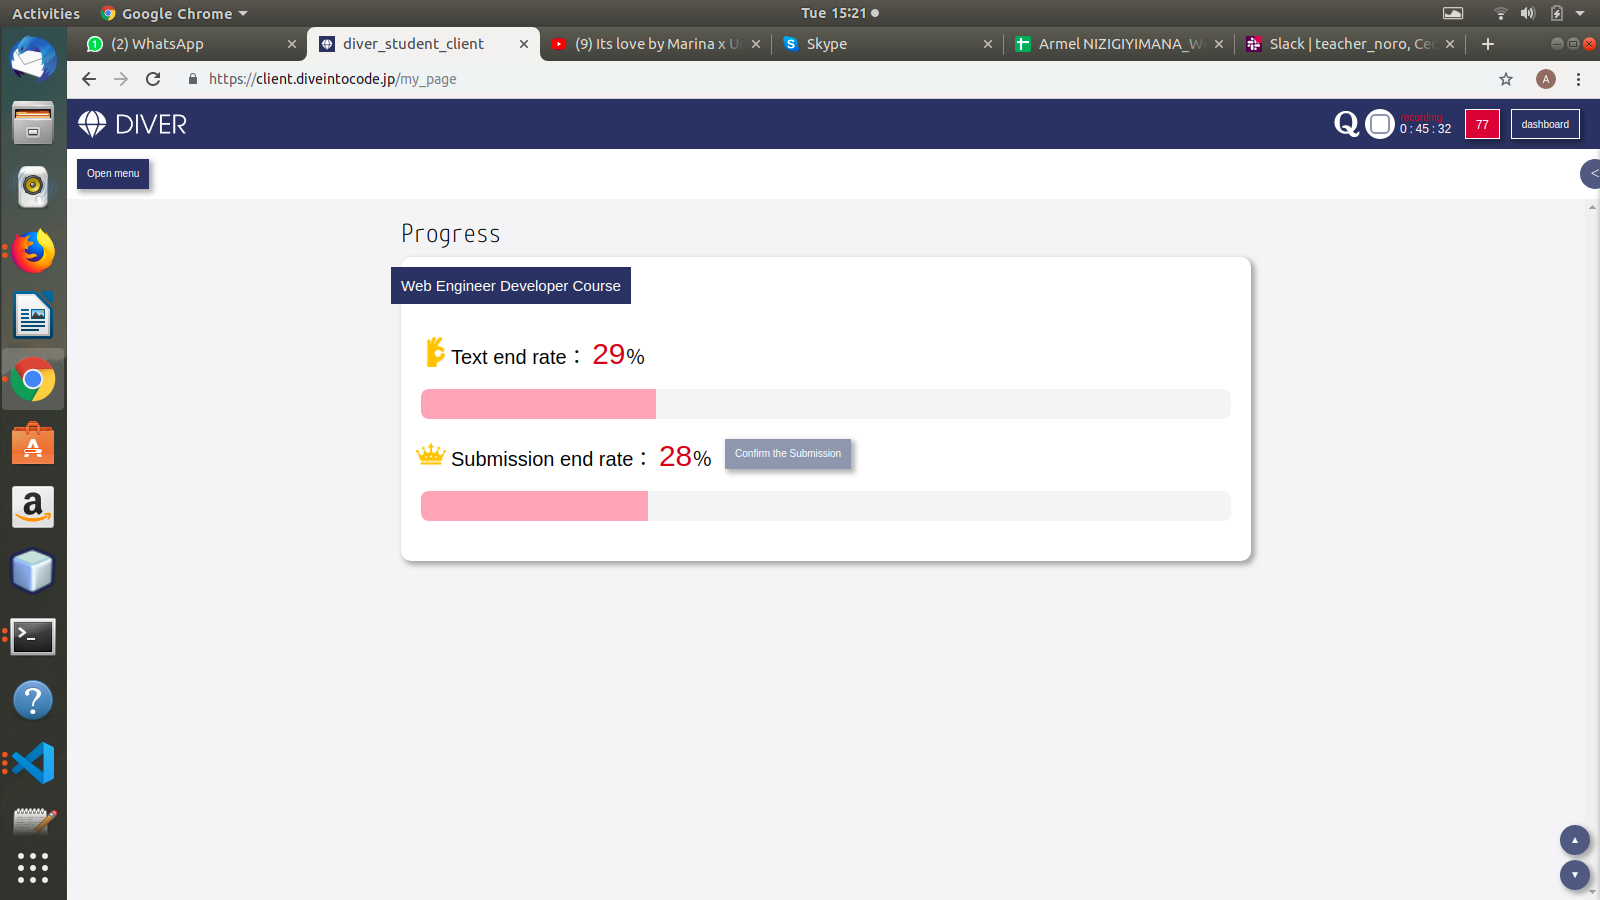 Activities Google Chrome Tue 15:21
(2) WhatsApp diver_student_client (9) Its love by Marina x Skype Armel NIZIGIYIMANA_W Slack | teacher_noro, Cec
https://client.diveintocode.jp/my_page A
DIVER Q recording 0 : 45 : 32 77 dashboard
Open menu <
Progress
Web Engineer Developer Course
Text end rate： 29%
Submission end rate： 28% Confirm the Submission